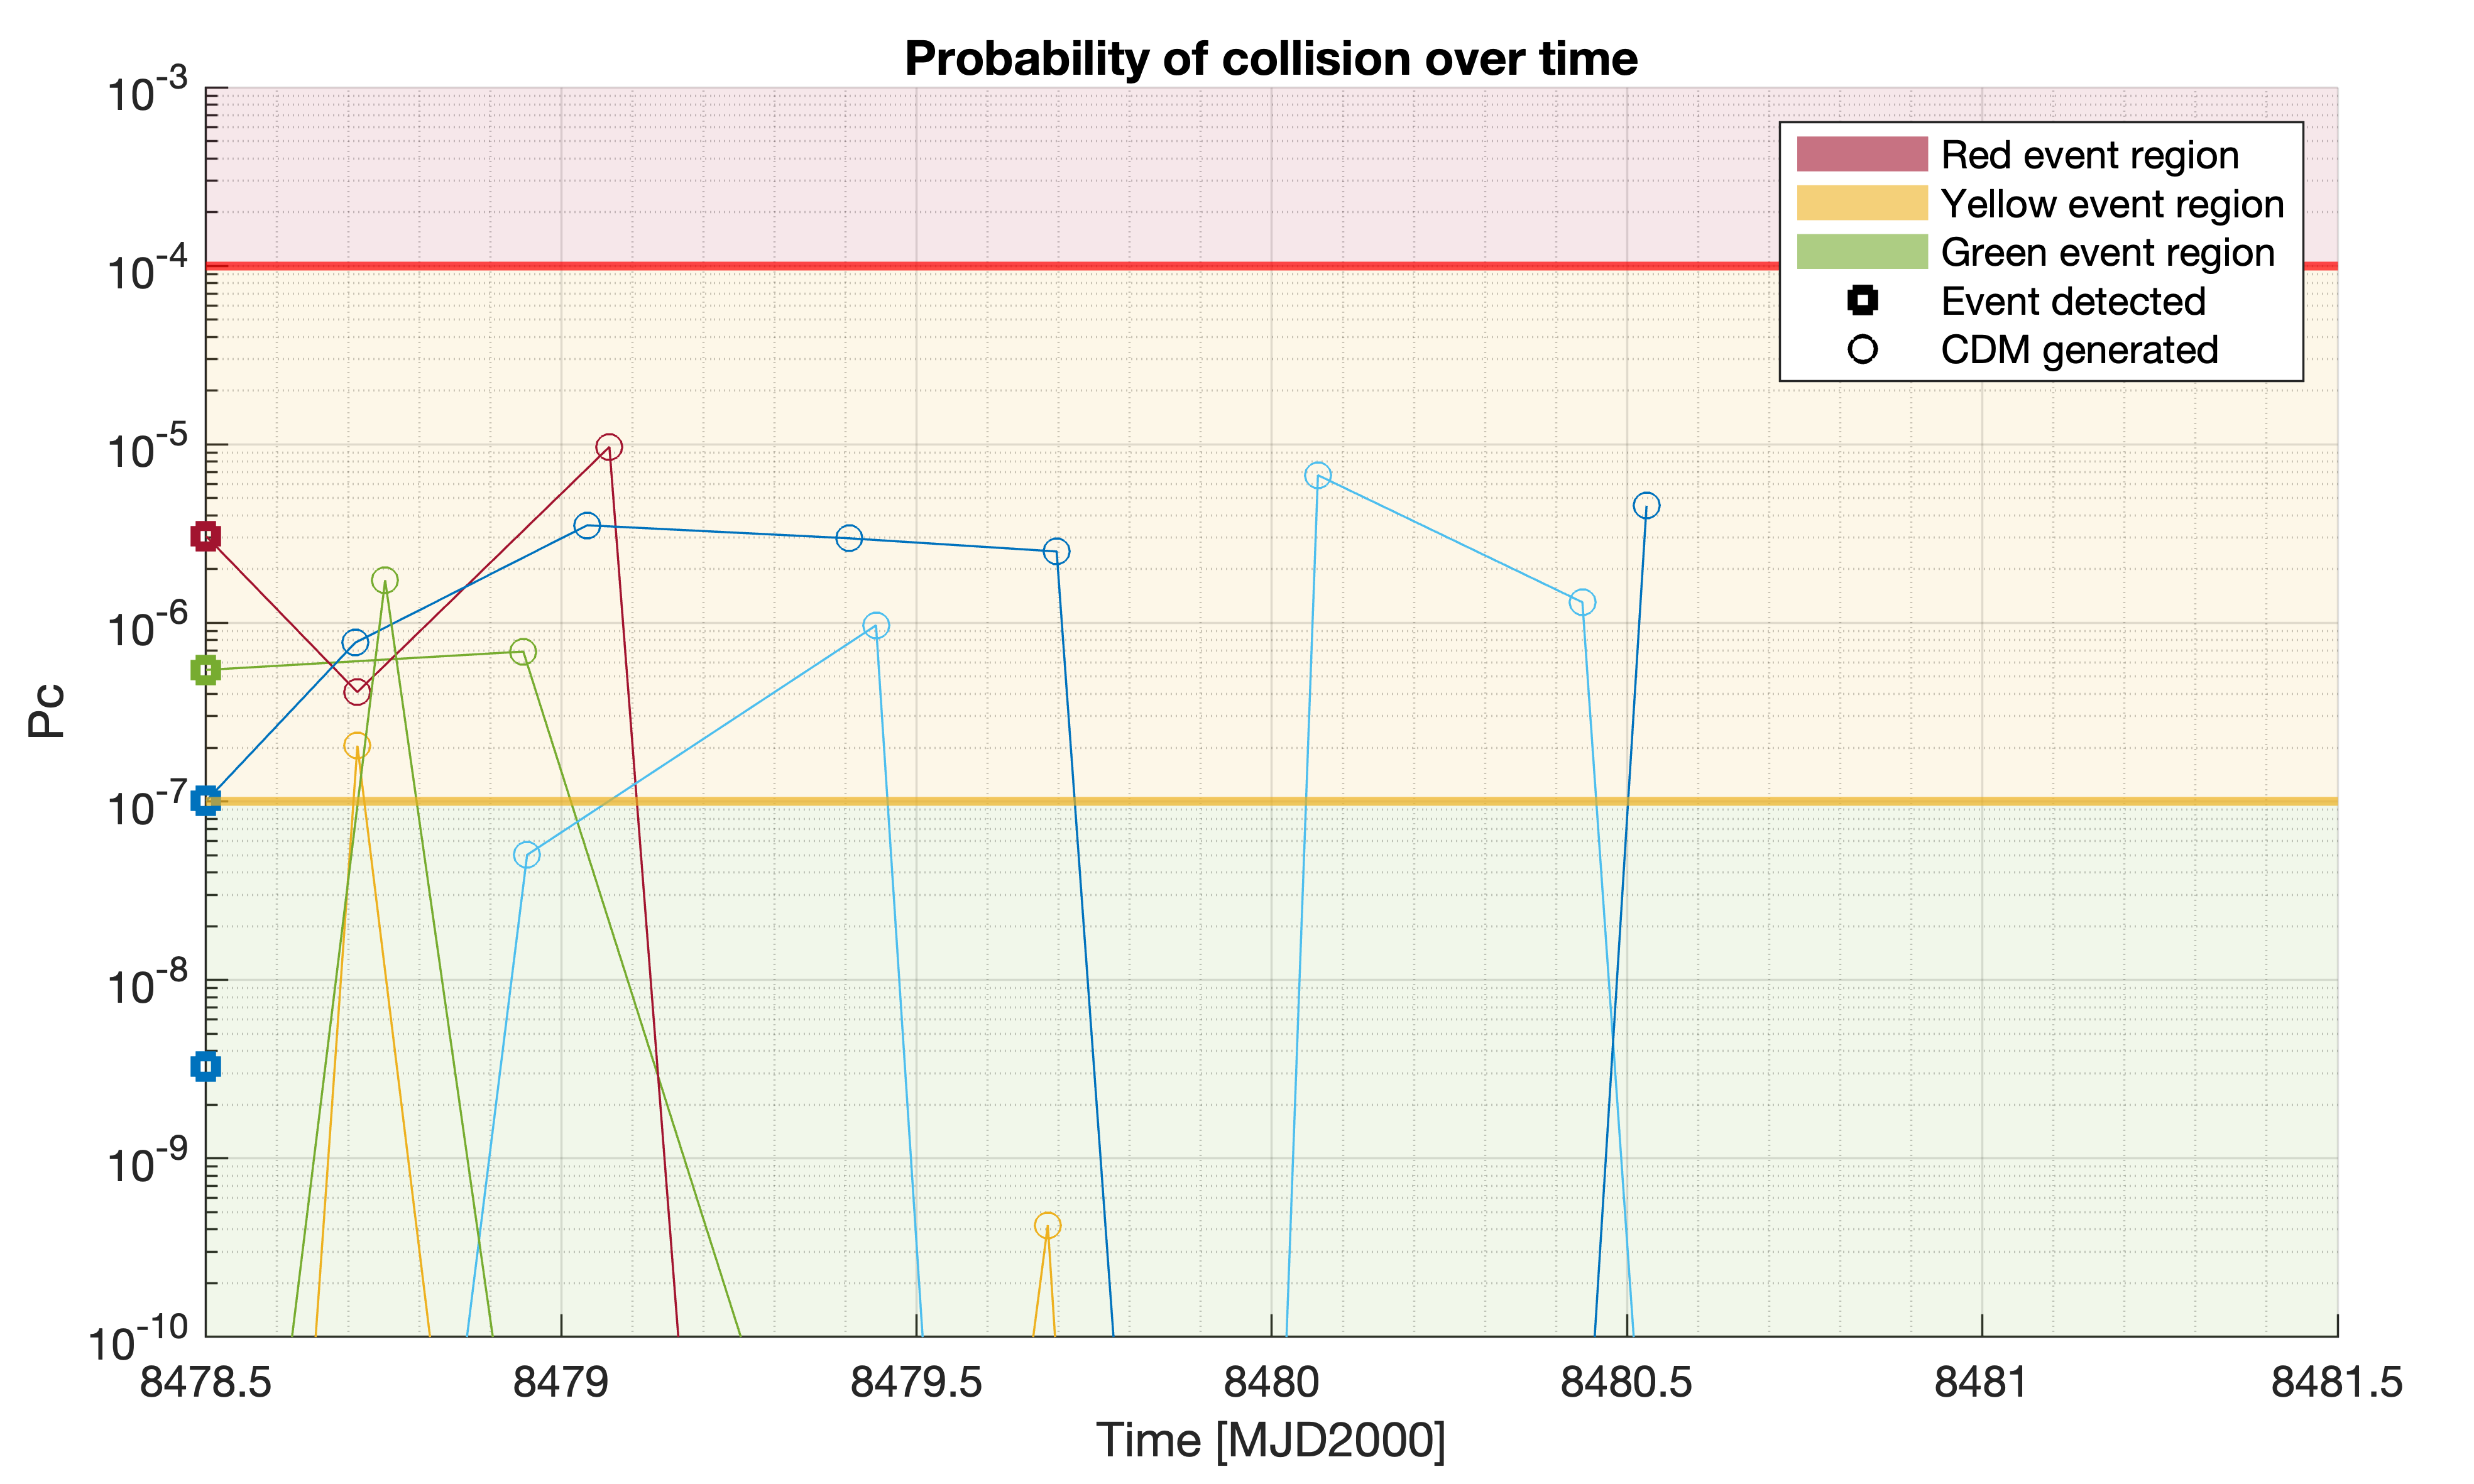 Probability of collision over time
10^-3
10^-4
10^-5
10^-6
10^-7
10^-8
10^-9
10^-10
Pc
Red event region
Yellow event region
Green event region
Event detected
CDM generated
8478.5 8479 8479.5 8480 8480.5 8481 8481.5
Time [MJD2000]